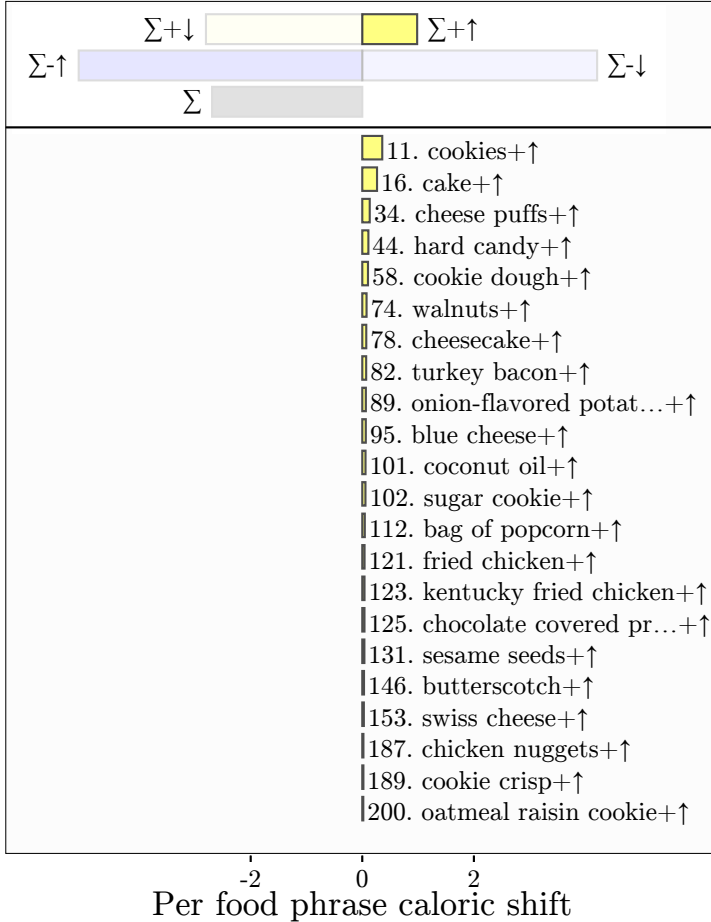 ∑+↓ ∑+↑
∑-↑ ∑-↓
∑
11. cookies+↑
16. cake+↑
34. cheese puffs+↑
44. hard candy+↑
58. cookie dough+↑
74. walnuts+↑
78. cheesecake+↑
82. turkey bacon+↑
89. onion-flavored potat...+↑
95. blue cheese+↑
101. coconut oil+↑
102. sugar cookie+↑
112. bag of popcorn+↑
121. fried chicken+↑
123. kentucky fried chicken+↑
125. chocolate covered pr...+↑
131. sesame seeds+↑
146. butterscotch+↑
153. swiss cheese+↑
187. chicken nuggets+↑
189. cookie crisp+↑
200. oatmeal raisin cookie+↑
-2 0 2
Per food phrase caloric shift